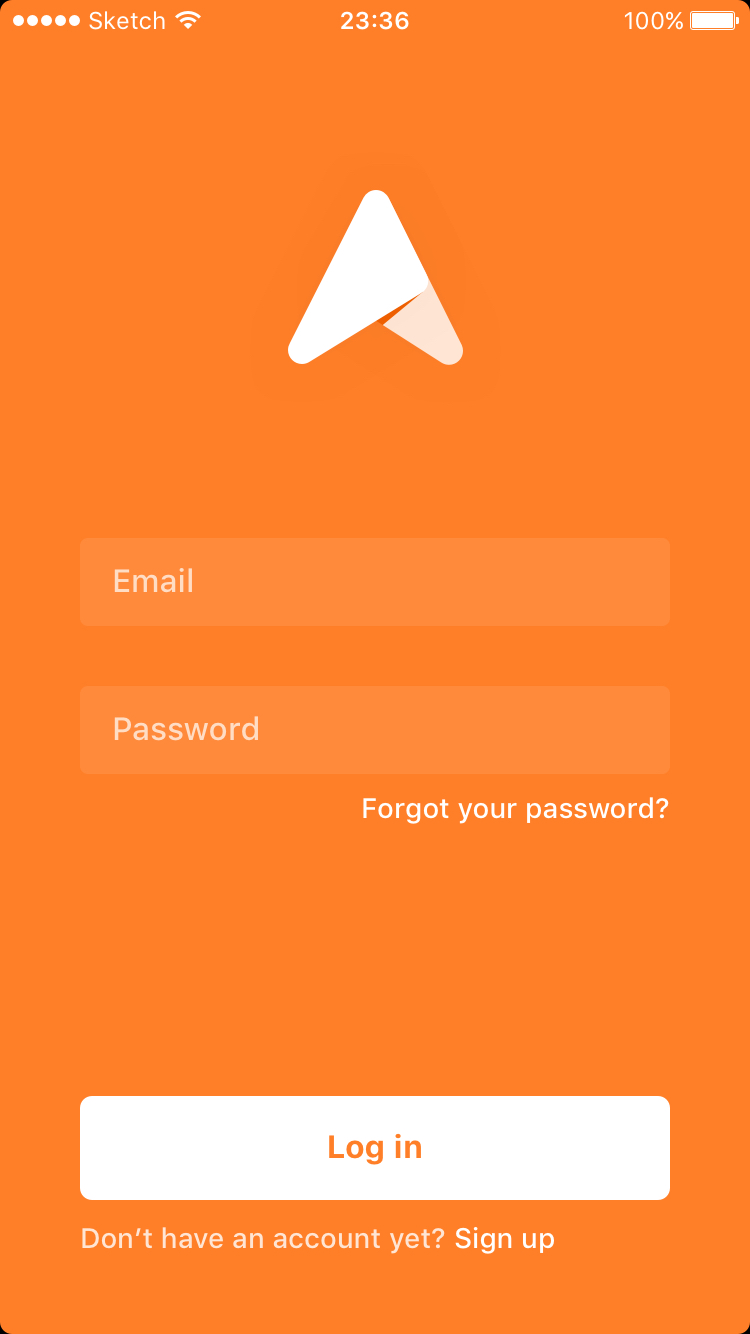 Sketch 23:36 100%
Email
Password
Forgot your password?
Log in
Don’t have an account yet? Sign up